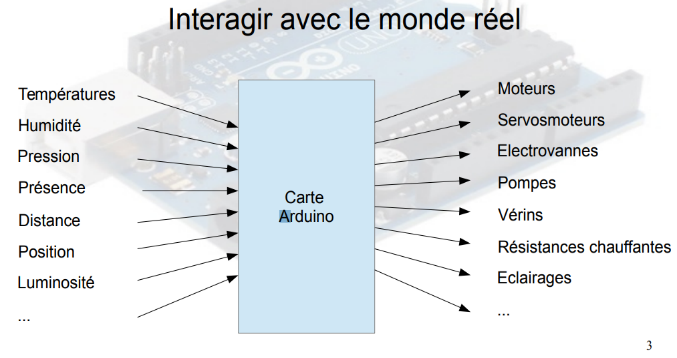 Interagir avec le monde réel
Températures
Humidité
Pression
Présence
Distance
Position
Luminosité
...
Carte
Arduino
Moteurs
Servosmoteurs
Electrovannes
Pompes
Vérins
Résistances chauffantes
Eclairages
...
3